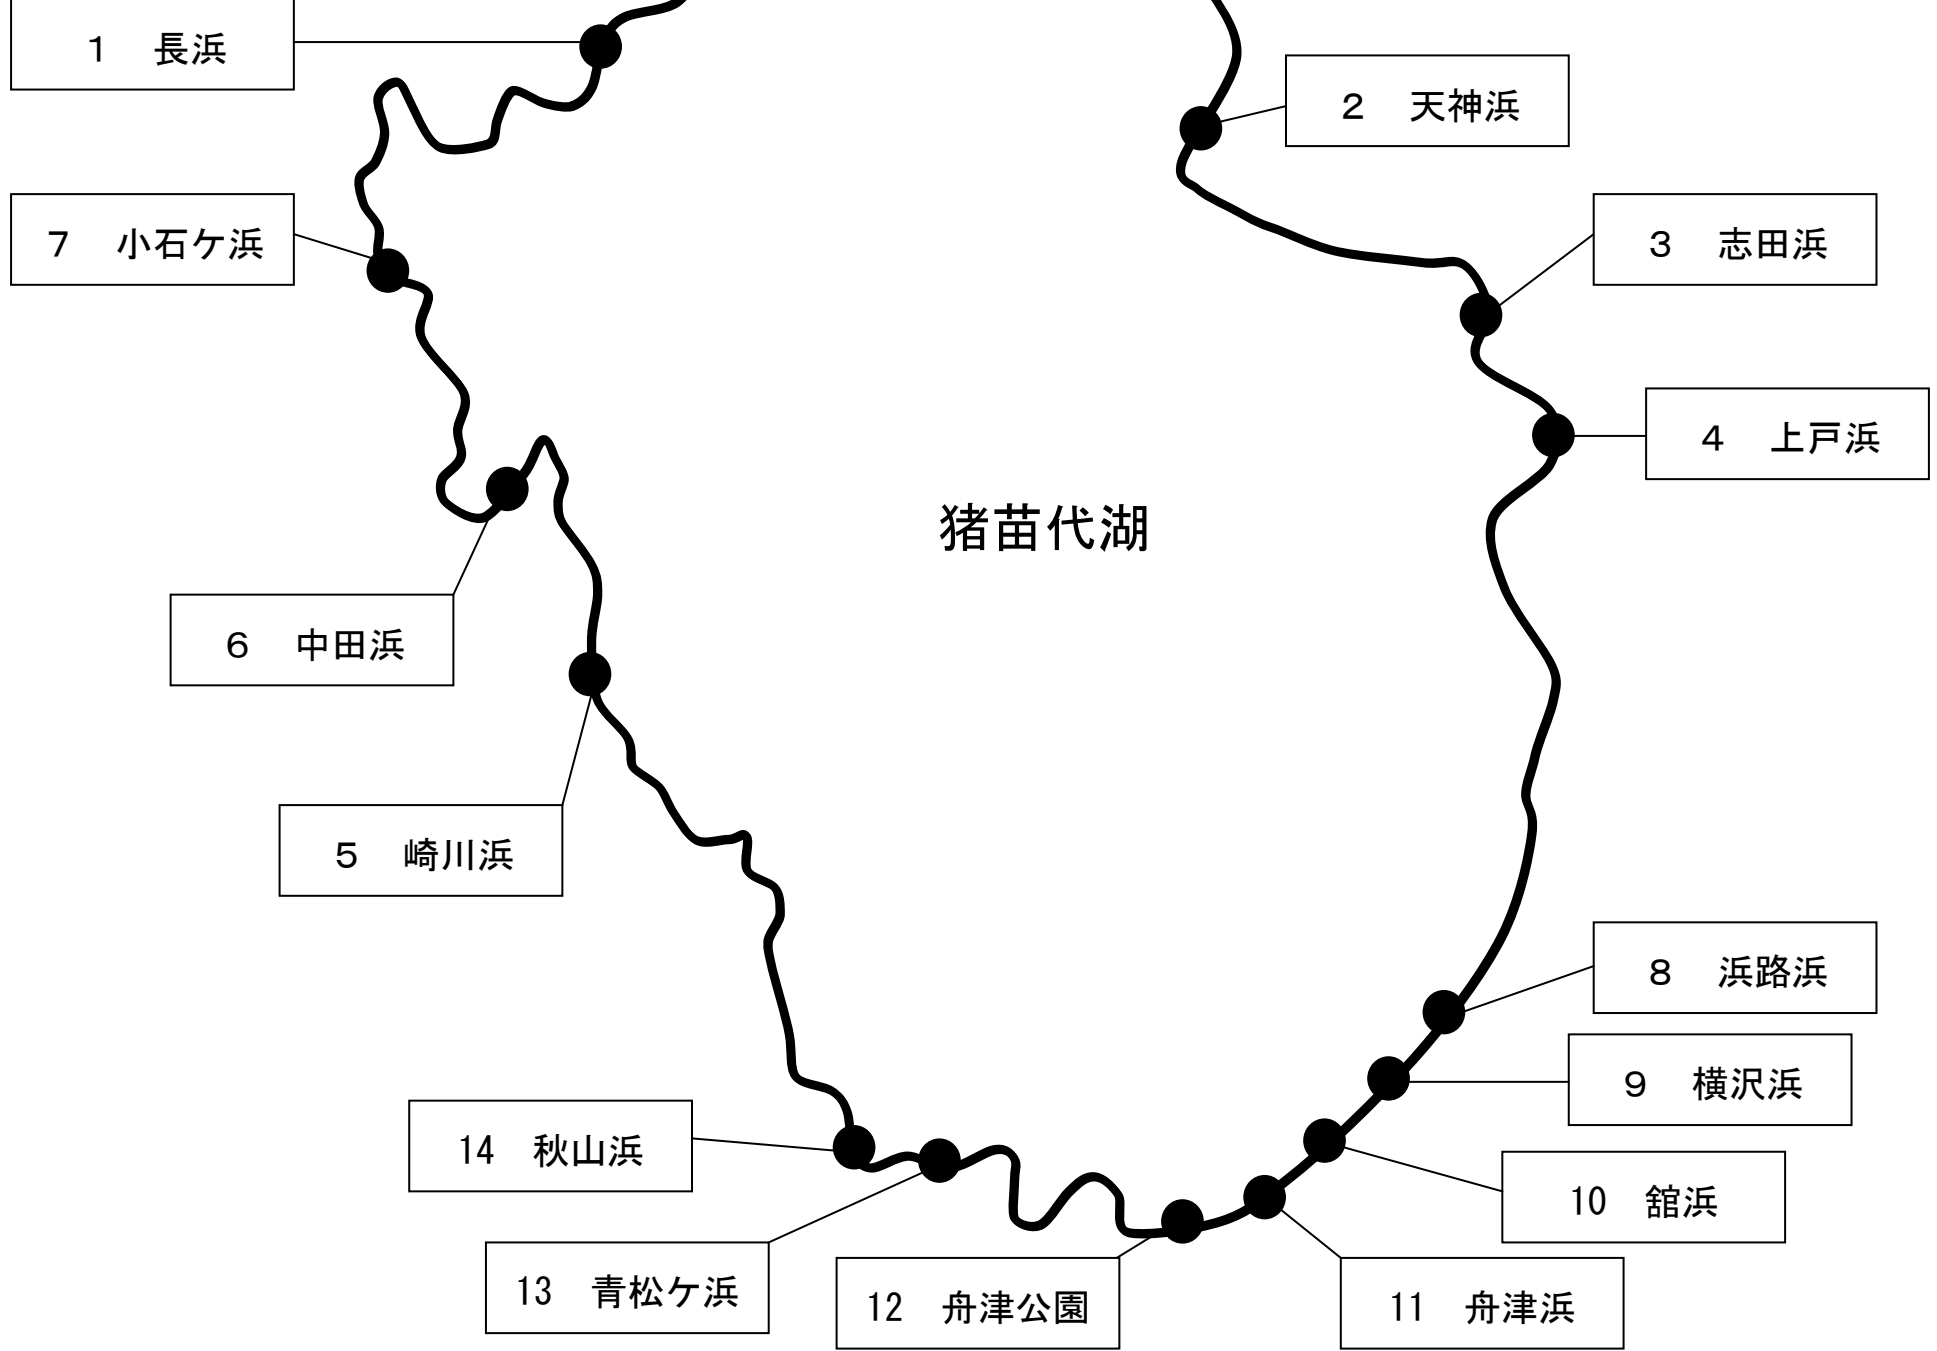 1 長浜
2 天神浜
7 小石ケ浜
3 志田浜
4 上戸浜
猪苗代湖
6 中田浜
5 崎川浜
8 浜路浜
9 横沢浜
14 秋山浜
10 舘浜
13 青松ケ浜
12 舟津公園
11 舟津浜